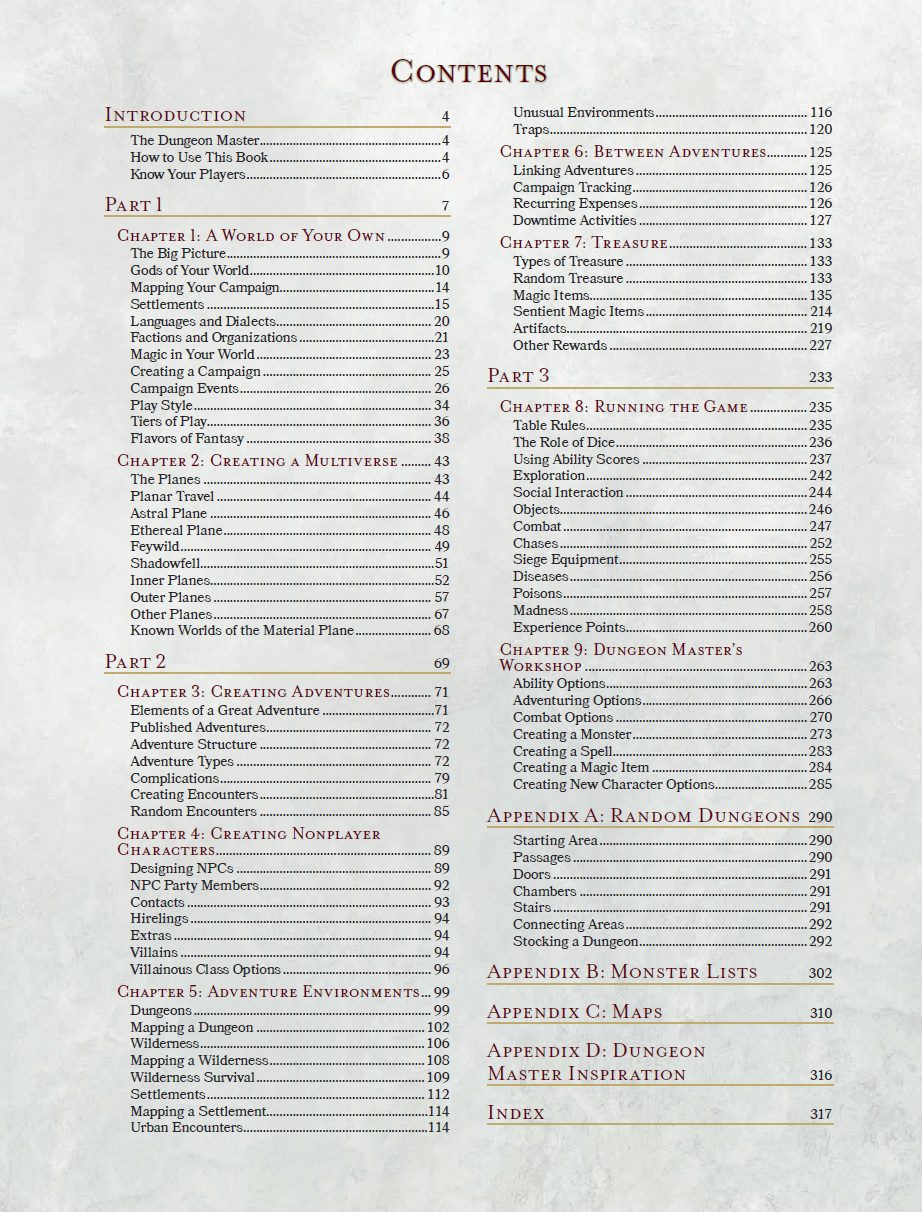 Contents
Introduction 4
The Dungeon Master 4
How to Use This Book 4
Know Your Players 6
Part 1 7
Chapter 1: A World of Your Own 9
The Big Picture 9
Gods of Your World 10
Mapping Your Campaign 14
Settlements 15
Languages and Dialects 20
Factions and Organizations 21
Magic in Your World 23
Creating a Campaign 25
Campaign Events 26
Play Style 34
Tiers of Play 36
Flavors of Fantasy 38
Chapter 2: Creating a Multiverse 43
The Planes 43
Planar Travel 44
Astral Plane 46
Ethereal Plane 48
Feywild 49
Shadowfell 51
Inner Planes 52
Outer Planes 57
Other Planes 67
Known Worlds of the Material Plane 68
Part 2 69
Chapter 3: Creating Adventures 71
Elements of a Great Adventure 71
Published Adventures 72
Adventure Structure 72
Adventure Types 72
Complications 79
Creating Encounters 81
Random Encounters 85
Chapter 4: Creating Nonplayer
Characters 89
Designing NPCs 89
NPC Party Members 92
Contacts 93
Hirelings 94
Extras 94
Villains 94
Villainous Class Options 96
Chapter 5: Adventure Environments 99
Dungeons 99
Mapping a Dungeon 102
Wilderness 106
Mapping a Wilderness 108
Wilderness Survival 109
Settlements 112
Mapping a Settlement 114
Urban Encounters 114
Unusual Environments 116
Traps 120
Chapter 6: Between Adventures 125
Linking Adventures 125
Campaign Tracking 126
Recurring Expenses 126
Downtime Activities 127
Chapter 7: Treasure 133
Types of Treasure 133
Random Treasure 133
Magic Items 135
Sentient Magic Items 214
Artifacts 219
Other Rewards 227
Part 3 233
Chapter 8: Running the Game 235
Table Rules 235
The Role of Dice 236
Using Ability Scores 237
Exploration 242
Social Interaction 244
Objects 246
Combat 247
Chases 252
Siege Equipment 255
Diseases 256
Poisons 257
Madness 258
Experience Points 260
Chapter 9: Dungeon Master's
Workshop 263
Ability Options 263
Adventuring Options 266
Combat Options 270
Creating a Monster 273
Creating a Spell 283
Creating a Magic Item 284
Creating New Character Options 285
Appendix A: Random Dungeons 290
Starting Area 290
Passages 290
Doors 291
Chambers 291
Stairs 291
Connecting Areas 292
Stocking a Dungeon 292
Appendix B: Monster Lists 302
Appendix C: Maps 310
Appendix D: Dungeon
Master Inspiration 316
Index 317